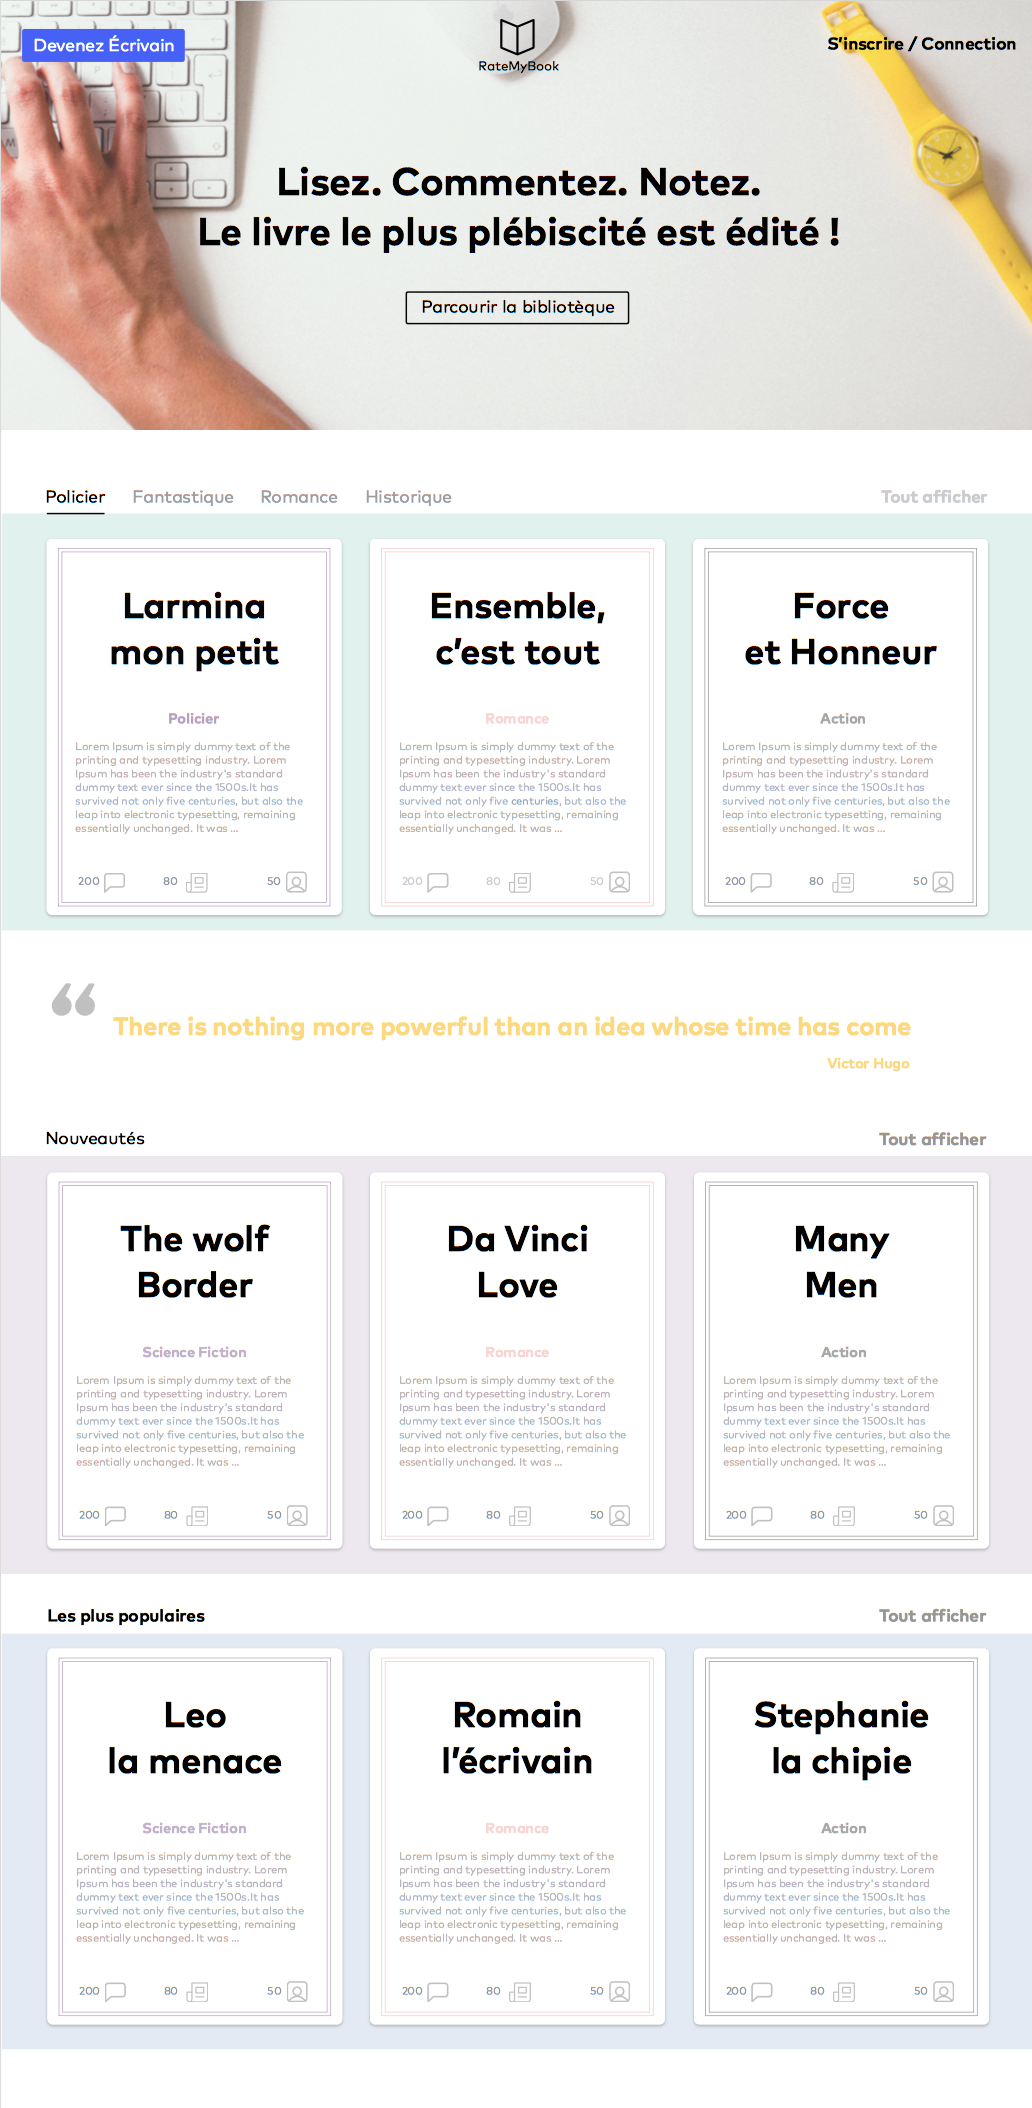 Devenez Écrivain
RateMyBook
S'inscrire / Connection
Lisez. Commentez. Notez.
Le livre le plus plébiscité est édité !
Parcourir la bibliotèque
Policier Fantastique Romance Historique Tout afficher
Larmina
mon petit
Policier
Lorem Ipsum is simply dummy text of the
printing and typesetting industry. Lorem
Ipsum has been the industry's standard
dummy text ever since the 1500s.It has
survived not only five centuries, but also the
leap into electronic typesetting, remaining
essentially unchanged. It was ...
200 80 50
Ensemble,
c'est tout
Romance
Lorem Ipsum is simply dummy text of the
printing and typesetting industry. Lorem
Ipsum has been the industry's standard
dummy text ever since the 1500s.It has
survived not only five centuries, but also the
leap into electronic typesetting, remaining
essentially unchanged. It was ...
200 80 50
Force
et Honneur
Action
Lorem Ipsum is simply dummy text of the
printing and typesetting industry. Lorem
Ipsum has been the industry's standard
dummy text ever since the 1500s.It has
survived not only five centuries, but also the
leap into electronic typesetting, remaining
essentially unchanged. It was ...
200 80 50
“ There is nothing more powerful than an idea whose time has come
Victor Hugo
Nouveautés Tout afficher
The wolf
Border
Science Fiction
Lorem Ipsum is simply dummy text of the
printing and typesetting industry. Lorem
Ipsum has been the industry's standard
dummy text ever since the 1500s.It has
survived not only five centuries, but also the
leap into electronic typesetting, remaining
essentially unchanged. It was ...
200 80 50
Da Vinci
Love
Romance
Lorem Ipsum is simply dummy text of the
printing and typesetting industry. Lorem
Ipsum has been the industry's standard
dummy text ever since the 1500s.It has
survived not only five centuries, but also the
leap into electronic typesetting, remaining
essentially unchanged. It was ...
200 80 50
Many
Men
Action
Lorem Ipsum is simply dummy text of the
printing and typesetting industry. Lorem
Ipsum has been the industry's standard
dummy text ever since the 1500s.It has
survived not only five centuries, but also the
leap into electronic typesetting, remaining
essentially unchanged. It was ...
200 80 50
Les plus populaires Tout afficher
Leo
la menace
Science Fiction
Lorem Ipsum is simply dummy text of the
printing and typesetting industry. Lorem
Ipsum has been the industry's standard
dummy text ever since the 1500s.It has
survived not only five centuries, but also the
leap into electronic typesetting, remaining
essentially unchanged. It was ...
200 80 50
Romain
l'écrivain
Romance
Lorem Ipsum is simply dummy text of the
printing and typesetting industry. Lorem
Ipsum has been the industry's standard
dummy text ever since the 1500s.It has
survived not only five centuries, but also the
leap into electronic typesetting, remaining
essentially unchanged. It was ...
200 80 50
Stephanie
la chipie
Action
Lorem Ipsum is simply dummy text of the
printing and typesetting industry. Lorem
Ipsum has been the industry's standard
dummy text ever since the 1500s.It has
survived not only five centuries, but also the
leap into electronic typesetting, remaining
essentially unchanged. It was ...
200 80 50